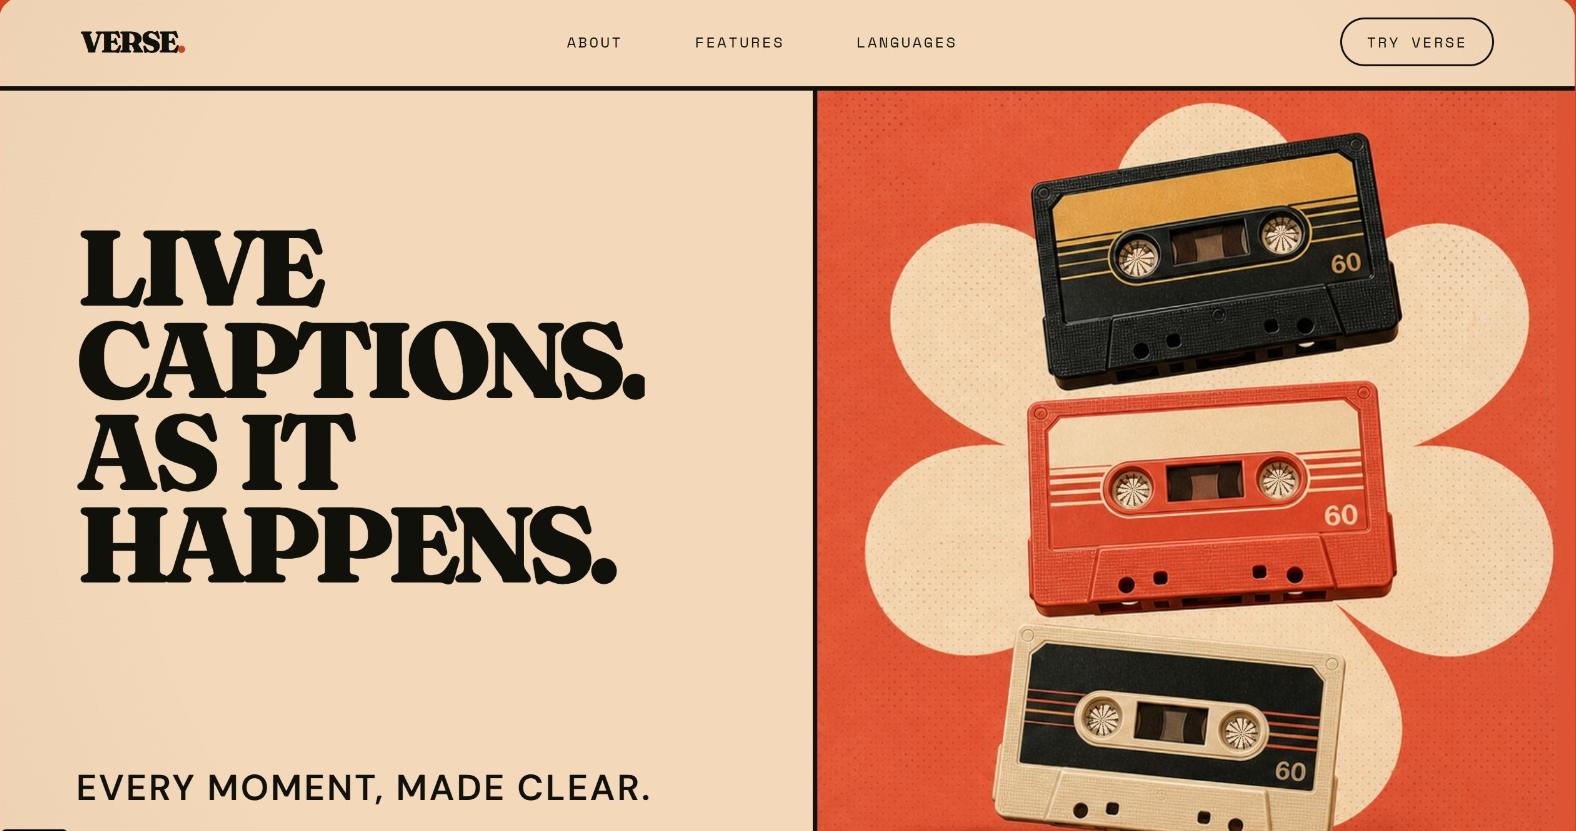 VERSE.
ABOUT
FEATURES
LANGUAGES
TRY VERSE
LIVE
CAPTIONS.
AS IT
HAPPENS.
EVERY MOMENT, MADE CLEAR.
60
60
60